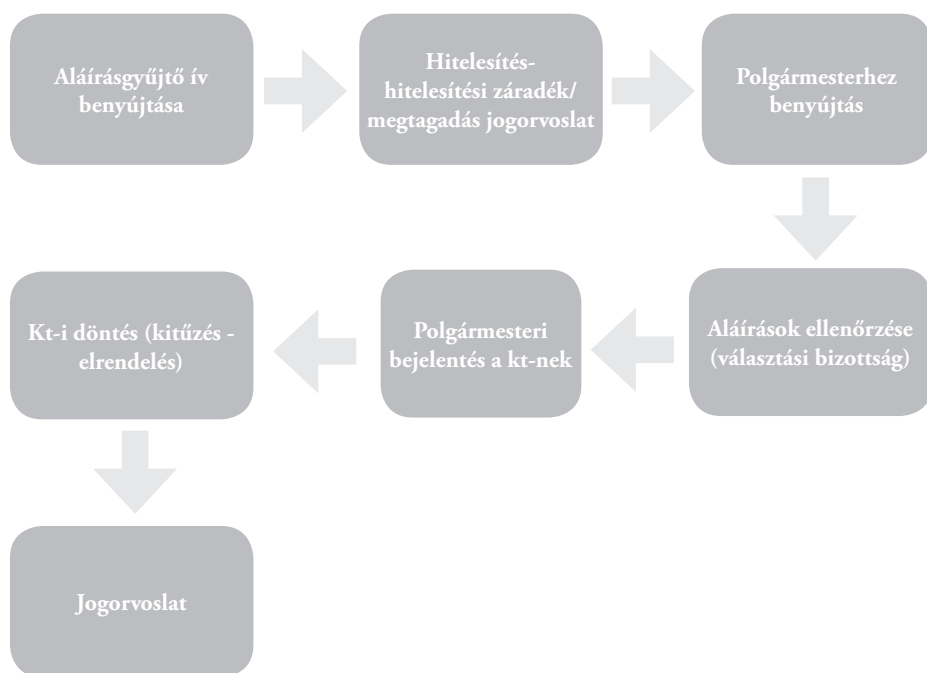 Aláírásgyűjtő ív
benyújtása
Hitelesítés-
hitelesítési záradék/
megtagadás jogorvoslat
Polgármesterhez
benyújtás
Aláírások ellenőrzése
(választási bizottság)
Polgármesteri
bejelentés a kt-nek
Kt-i döntés (kitűzés -
elrendelés)
Jogorvoslat